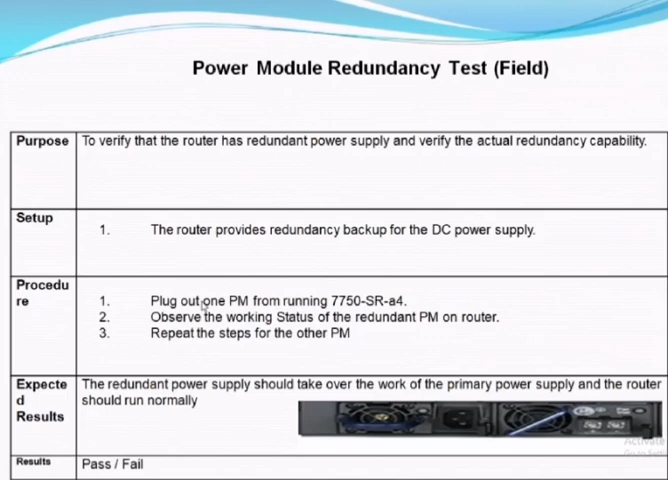 Power Module Redundancy Test (Field)
Purpose
To verify that the router has redundant power supply and verify the actual redundancy capability.
Setup
1. The router provides redundancy backup for the DC power supply.
Procedu
re
1. Plug out one PM from running 7750-SR-a4.
2. Observe the working Status of the redundant PM on router.
3. Repeat the steps for the other PM
Expecte
d
Results
The redundant power supply should take over the work of the primary power supply and the router
should run normally
Activate
Results
Pass / Fail